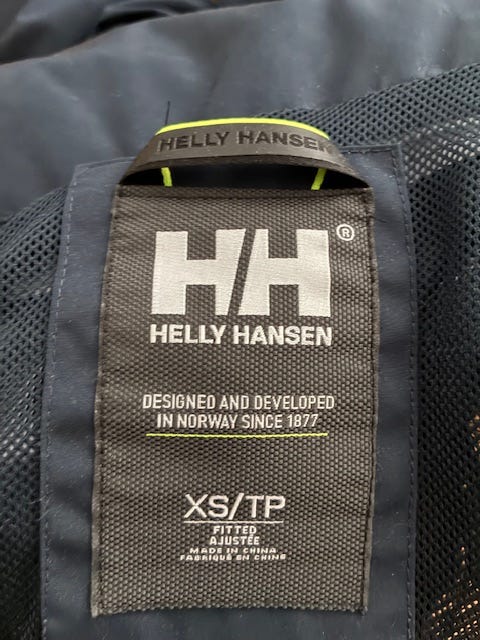 HELLY HANSEN
HH®
HELLY HANSEN
DESIGNED AND DEVELOPED
IN NORWAY SINCE 1877
XS/TP
FITTED
AJUSTÉE
MADE IN CHINA
FABRIQUÉ EN CHINE